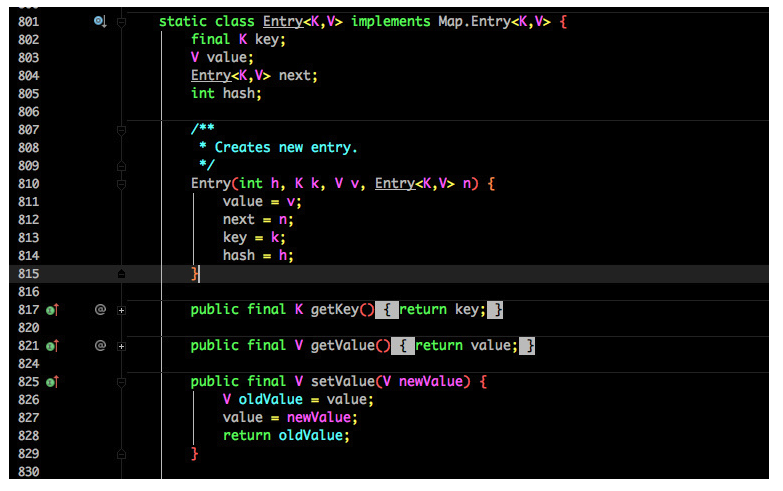 801 static class Entry<K,V> implements Map.Entry<K,V> {
802 final K key;
803 V value;
804 Entry<K,V> next;
805 int hash;
806
807 /**
808 * Creates new entry.
809 */
810 Entry(int h, K k, V v, Entry<K,V> n) {
811 value = v;
812 next = n;
813 key = k;
814 hash = h;
815 }
816
817 @ public final K getKey() { return key; }
820
821 @ public final V getValue() { return value; }
824
825 public final V setValue(V newValue) {
826 V oldValue = value;
827 value = newValue;
828 return oldValue;
829 }
830